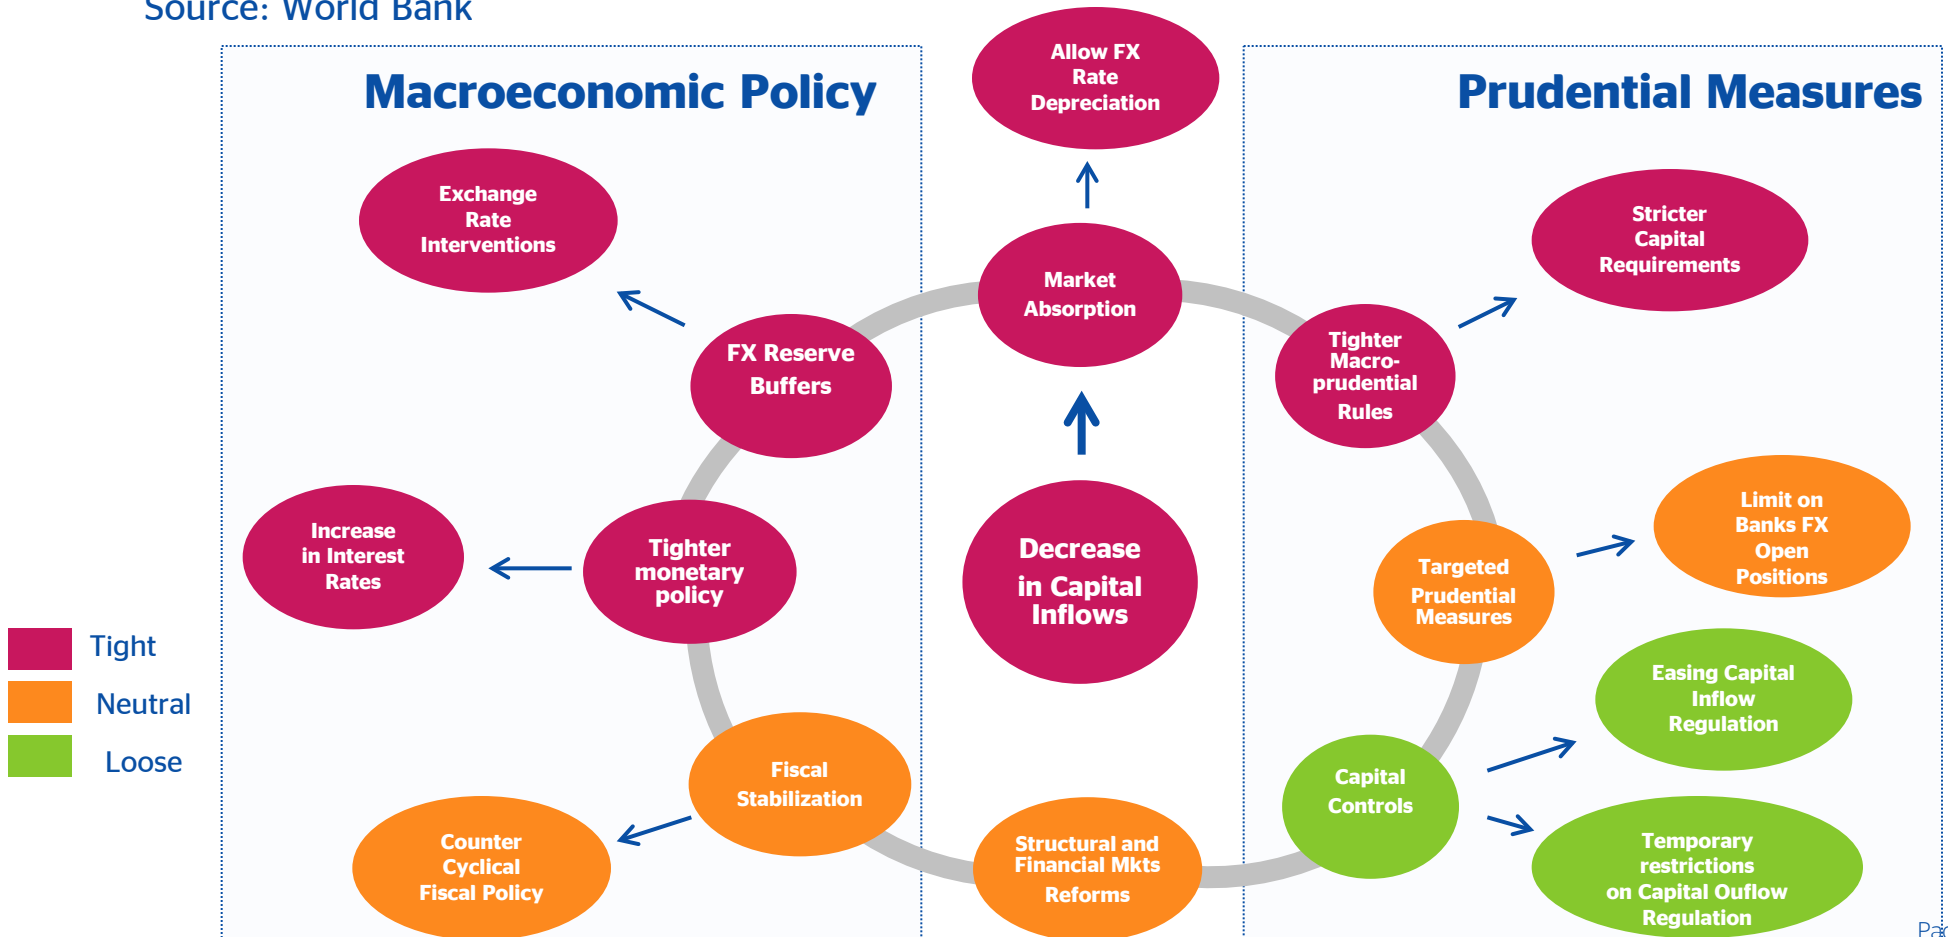 Source: World Bank
Macroeconomic Policy
Prudential Measures
Allow FX
Rate
Depreciation
Exchange
Rate
Interventions
Stricter
Capital
Requirements
Market
Absorption
FX Reserve
Buffers
Tighter
Macro-
prudential
Rules
Increase
in Interest
Rates
Tighter
monetary
policy
Decrease
in Capital
Inflows
Targeted
Prudential
Measures
Limit on
Banks FX
Open
Positions
Tight
Neutral
Loose
Easing Capital
Inflow
Regulation
Fiscal
Stabilization
Capital
Controls
Counter
Cyclical
Fiscal Policy
Structural and
Financial Mkts
Reforms
Temporary
restrictions
on Capital Ouflow
Regulation